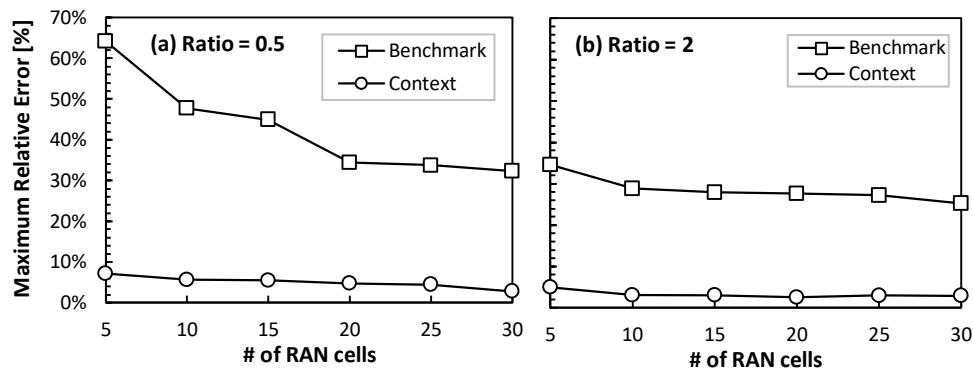 Maximum Relative Error [%]
70%
60%
50%
40%
30%
20%
10%
0%
(a) Ratio = 0.5
Benchmark
Context
5 10 15 20 25 30
# of RAN cells
(b) Ratio = 2
Benchmark
Context
5 10 15 20 25 30
# of RAN cells